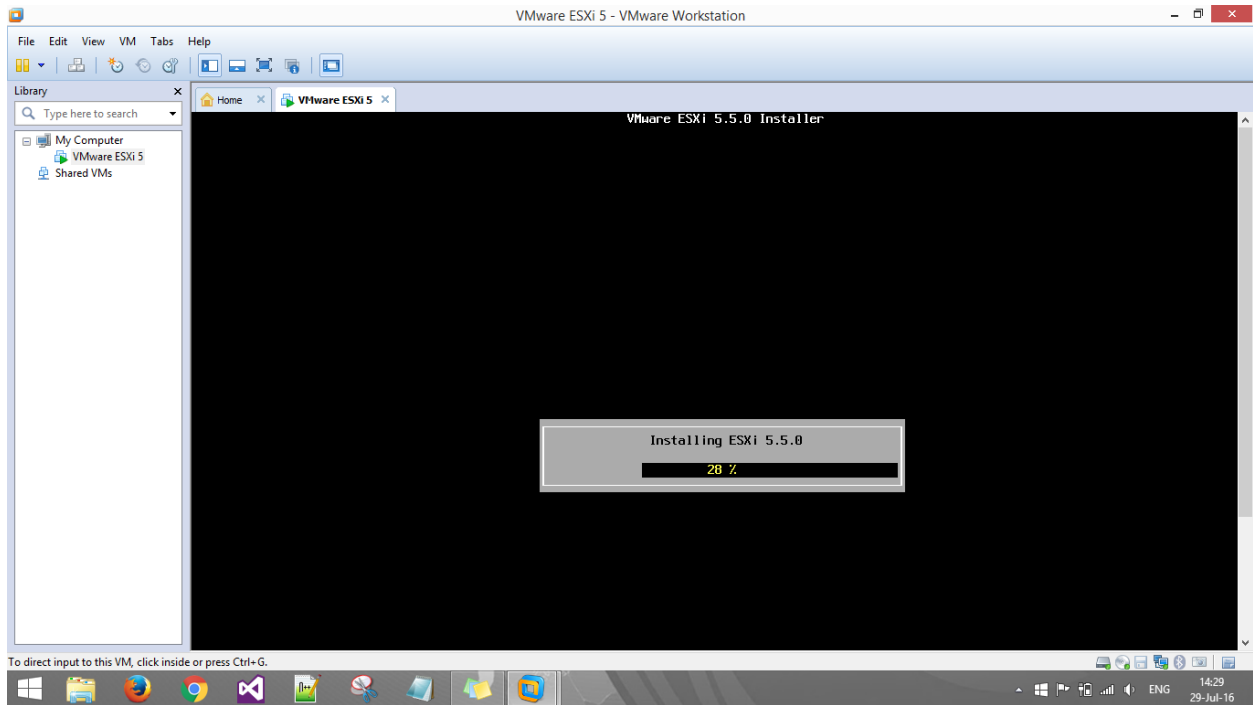 VMware ESXi 5 - VMware Workstation
File Edit View VM Tabs Help
Library
Type here to search
My Computer
VMware ESXi 5
Shared VMs
Home
VMware ESXi 5
VMware ESXi 5.5.0 Installer
Installing ESXi 5.5.0
28 %
To direct input to this VM, click inside or press Ctrl+G.
ENG
14:29
29-Jul-16